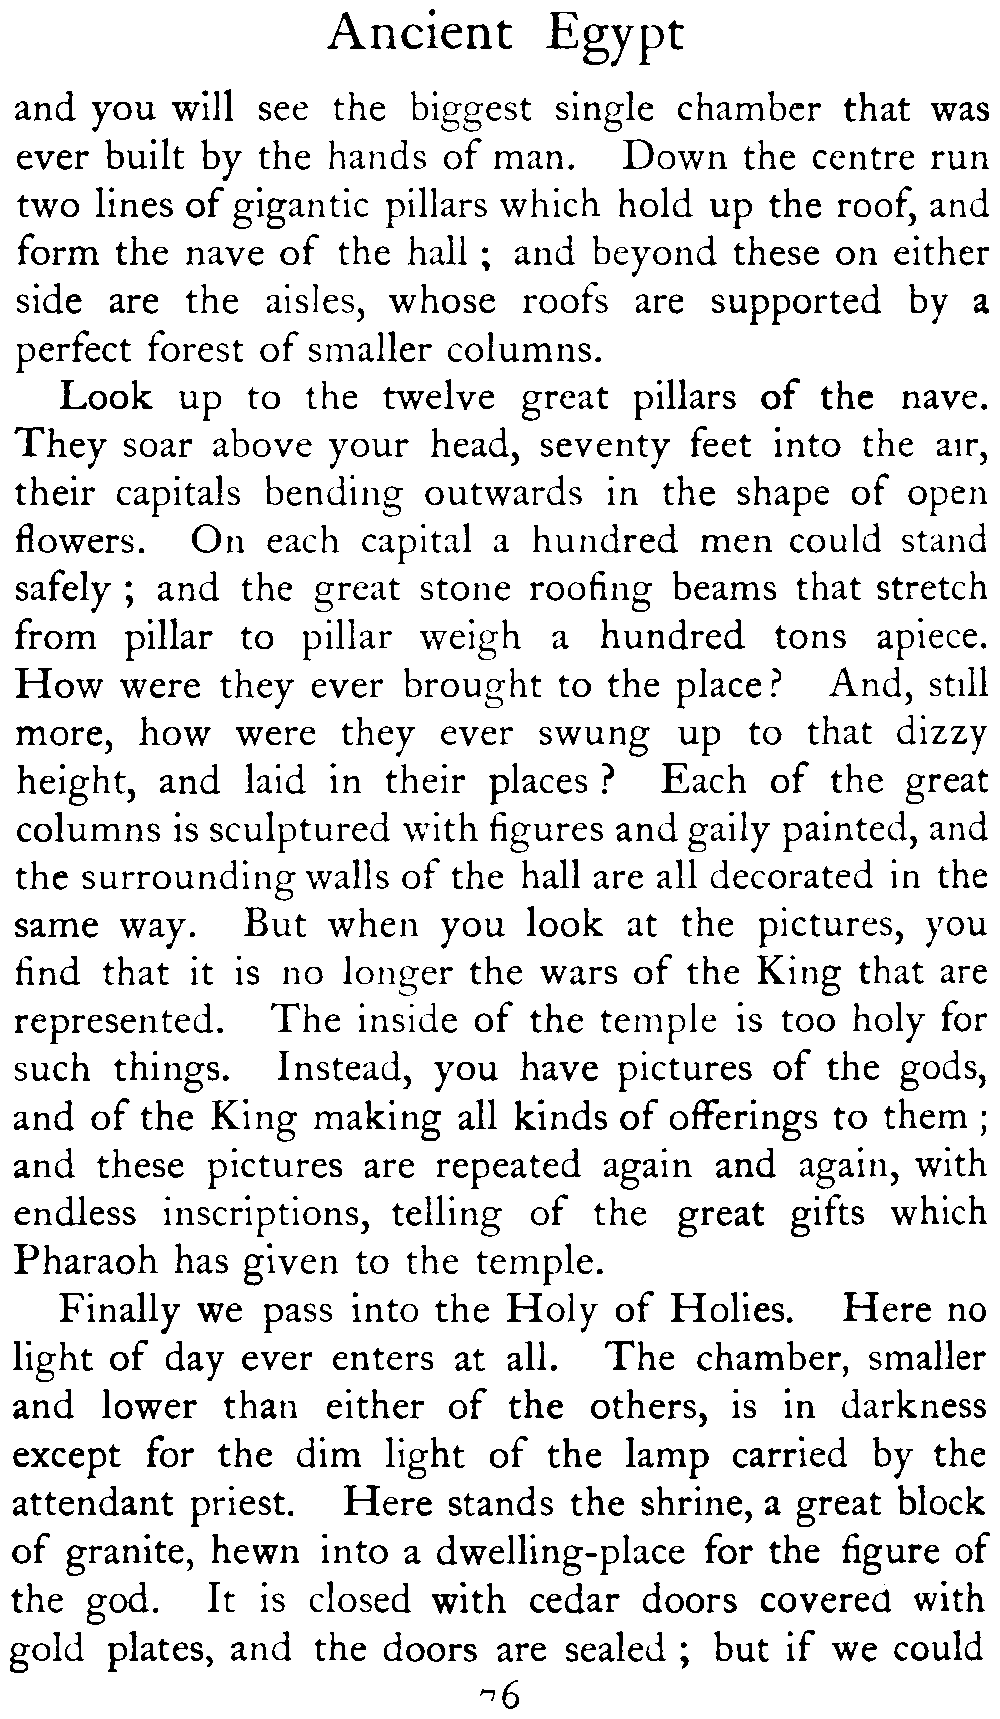 Ancient Egypt
and you will see the biggest single chamber that was
ever built by the hands of man. Down the centre run
two lines of gigantic pillars which hold up the roof, and
form the nave of the hall ; and beyond these on either
side are the aisles, whose roofs are supported by a
perfect forest of smaller columns.
Look up to the twelve great pillars of the nave.
They soar above your head, seventy feet into the air,
their capitals bending outwards in the shape of open
flowers. On each capital a hundred men could stand
safely ; and the great stone roofing beams that stretch
from pillar to pillar weigh a hundred tons apiece.
How were they ever brought to the place? And, still
more, how were they ever swung up to that dizzy
height, and laid in their places ? Each of the great
columns is sculptured with figures and gaily painted, and
the surrounding walls of the hall are all decorated in the
same way. But when you look at the pictures, you
find that it is no longer the wars of the King that are
represented. The inside of the temple is too holy for
such things. Instead, you have pictures of the gods,
and of the King making all kinds of offerings to them ;
and these pictures are repeated again and again, with
endless inscriptions, telling of the great gifts which
Pharaoh has given to the temple.
Finally we pass into the Holy of Holies. Here no
light of day ever enters at all. The chamber, smaller
and lower than either of the others, is in darkness
except for the dim light of the lamp carried by the
attendant priest. Here stands the shrine, a great block
of granite, hewn into a dwelling-place for the figure of
the god. It is closed with cedar doors covered with
gold plates, and the doors are sealed ; but if we could
76